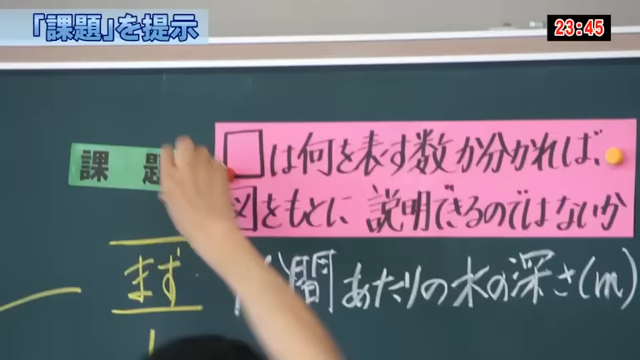 「課題」を提示
23:45
課題
□は何を表す数か分かれば、
図をもとに説明できるのではないか
まず
間あたりの水の深さ(m)